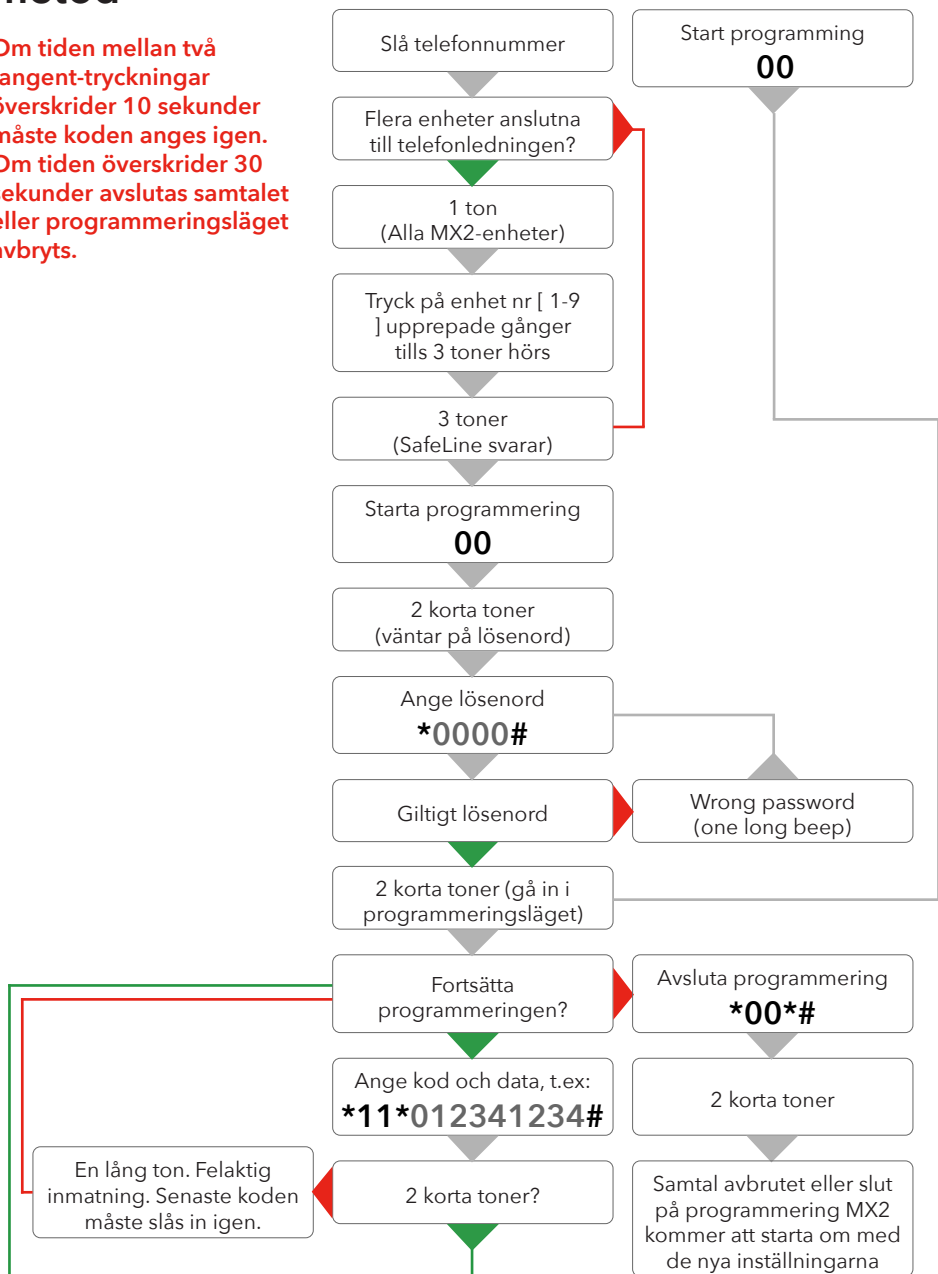 Om tiden mellan två
tangent-tryckningar
överskrider 10 sekunder
måste koden anges igen.
Om tiden överskrider 30
sekunder avslutas samtalet
eller programmeringsläget
avbryts.
Slå telefonnummer
Start programming
00
Flera enheter anslutna
till telefonledningen?
1 ton
(Alla MX2-enheter)
Tryck på enhet nr [ 1-9
] upprepade gånger
tills 3 toner hörs
3 toner
(SafeLine svarar)
Starta programmering
00
2 korta toner
(väntar på lösenord)
Ange lösenord
*0000#
Giltigt lösenord
Wrong password
(one long beep)
2 korta toner (gå in i
programmeringsläget)
Fortsätta
programmeringen?
Avsluta programmering
*00*#
Ange kod och data, t.ex:
*11*012341234#
2 korta toner
En lång ton. Felaktig
inmatning. Senaste koden
måste slås in igen.
2 korta toner?
Samtal avbrutet eller slut
på programmering MX2
kommer att starta om med
de nya inställningarna